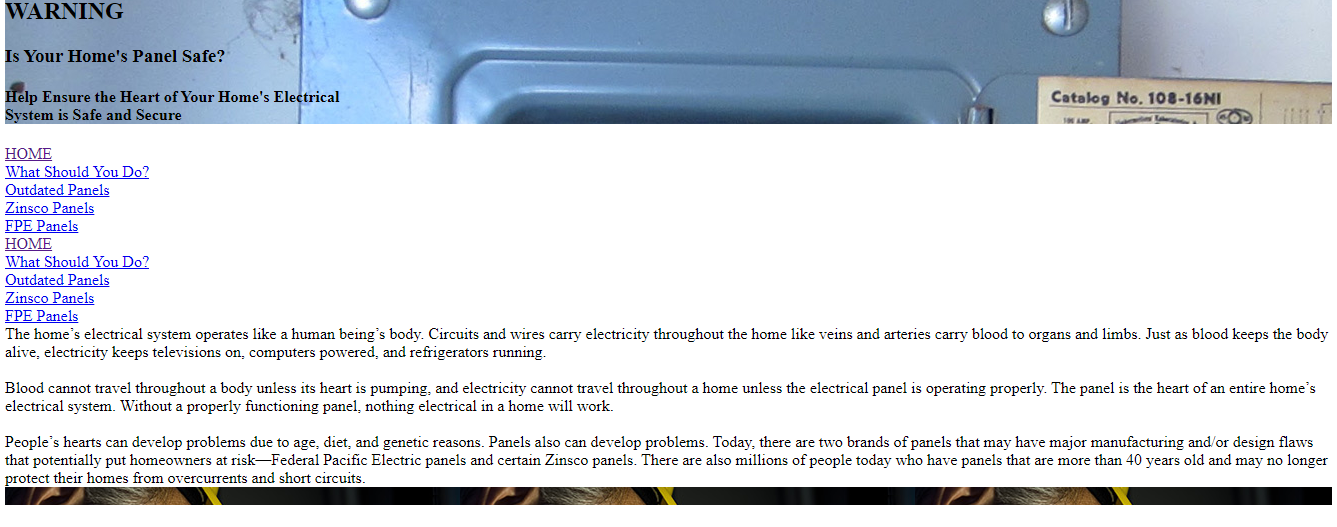 WARNING
Is Your Home's Panel Safe?
Help Ensure the Heart of Your Home's Electrical
System is Safe and Secure
Catalog No. 108-16NI
100 AMP
HOME
What Should You Do?
Outdated Panels
Zinsco Panels
FPE Panels
HOME
What Should You Do?
Outdated Panels
Zinsco Panels
FPE Panels
The home’s electrical system operates like a human being’s body. Circuits and wires carry electricity throughout the home like veins and arteries carry blood to organs and limbs. Just as blood keeps the body
alive, electricity keeps televisions on, computers powered, and refrigerators running.
Blood cannot travel throughout a body unless its heart is pumping, and electricity cannot travel throughout a home unless the electrical panel is operating properly. The panel is the heart of an entire home’s
electrical system. Without a properly functioning panel, nothing electrical in a home will work.
People’s hearts can develop problems due to age, diet, and genetic reasons. Panels also can develop problems. Today, there are two brands of panels that may have major manufacturing and/or design flaws
that potentially put homeowners at risk—Federal Pacific Electric panels and certain Zinsco panels. There are also millions of people today who have panels that are more than 40 years old and may no longer
protect their homes from overcurrents and short circuits.